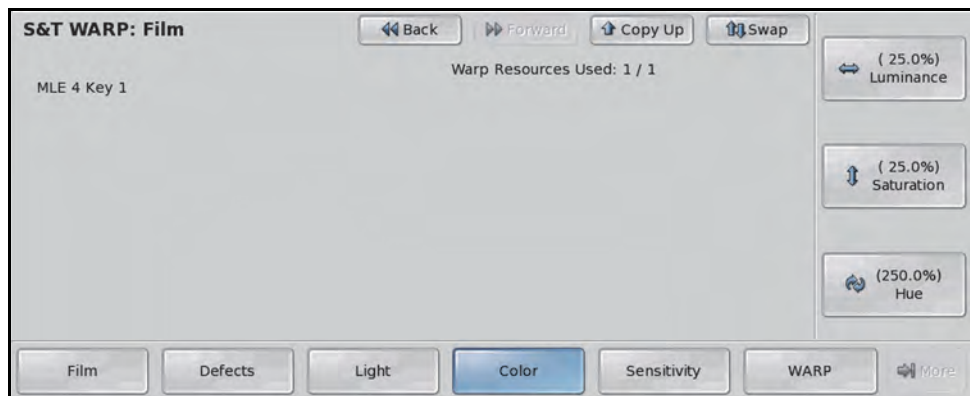 S&T WARP: Film
Back
Forward
Copy Up
Swap
Warp Resources Used: 1 / 1
MLE 4 Key 1
( 25.0%)
Luminance
( 25.0%)
Saturation
(250.0%)
Hue
Film
Defects
Light
Color
Sensitivity
WARP
More